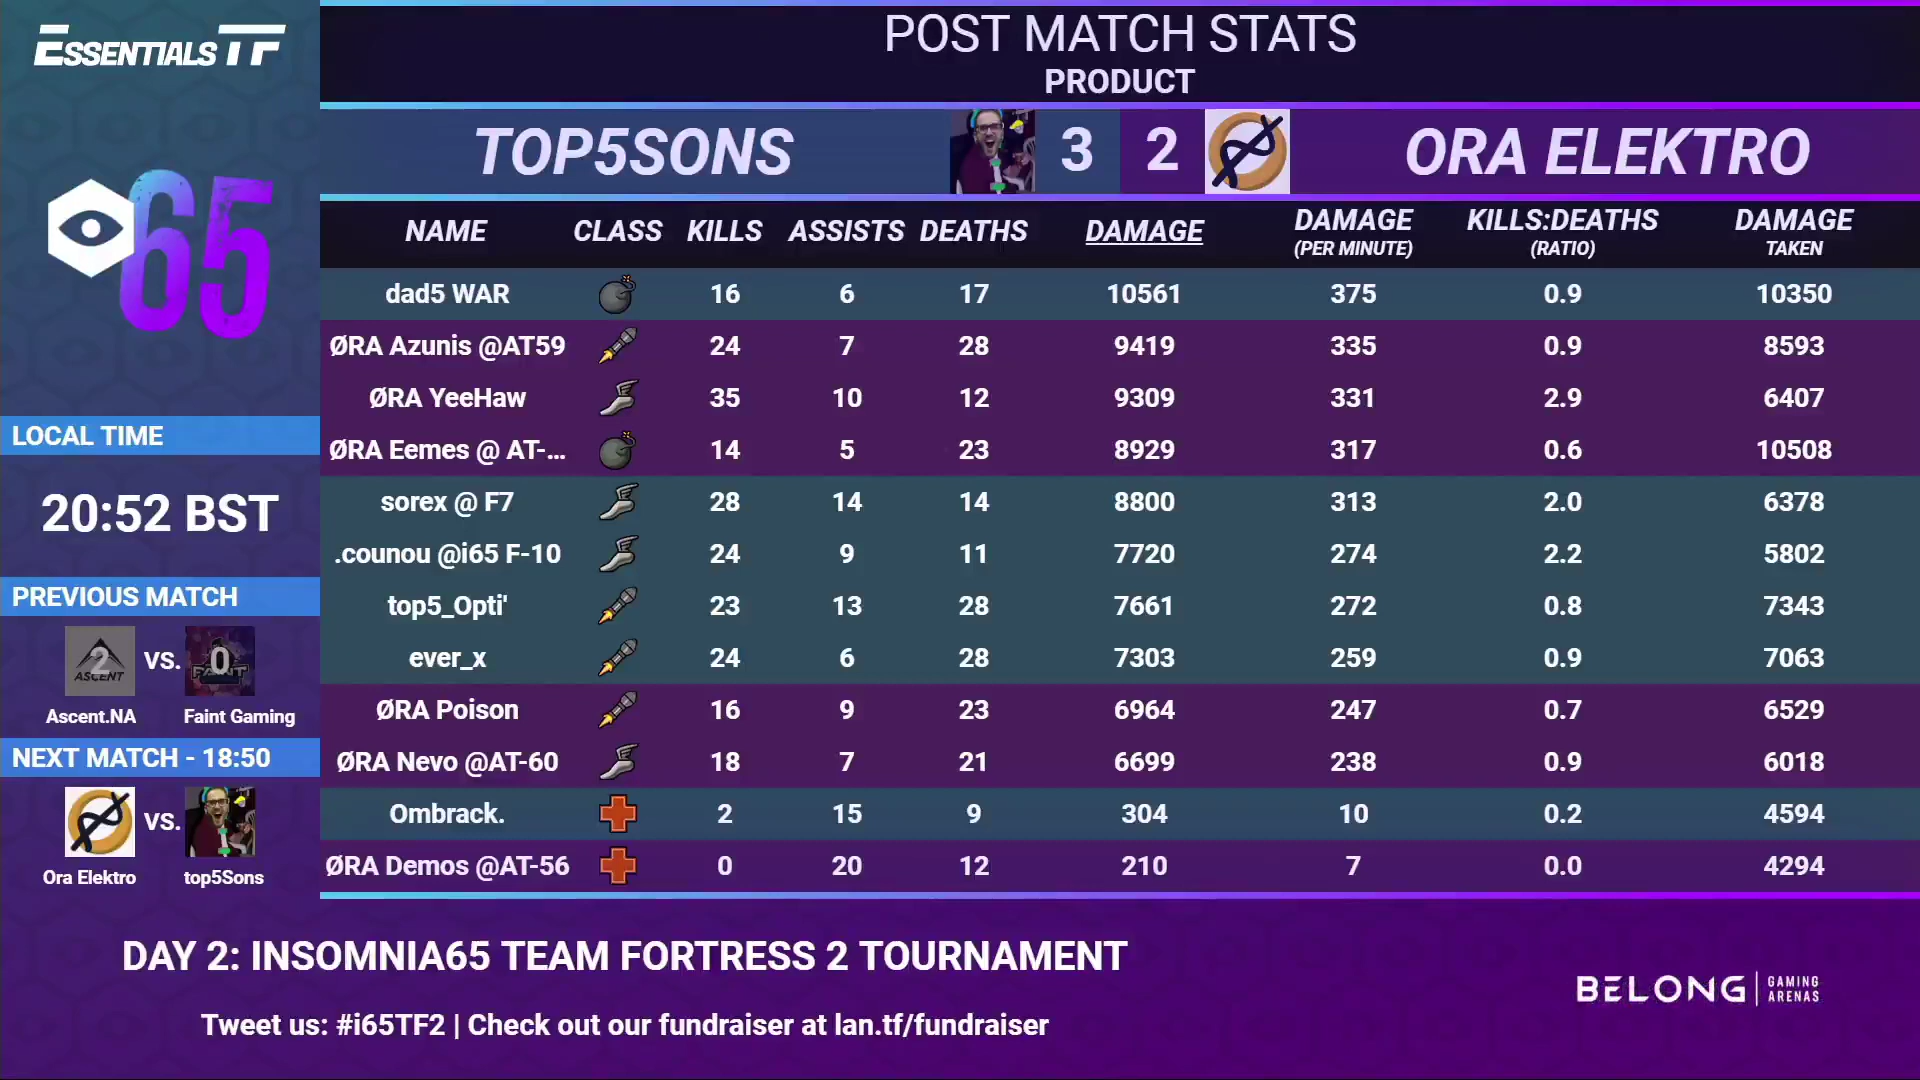 ESSENTIALSTF
65
LOCAL TIME
20:52 BST
PREVIOUS MATCH
2
ASCENT
VS.
0
FAINT
Ascent.NA
Faint Gaming
NEXT MATCH - 18:50
VS.
Ora Elektro
top5Sons
POST MATCH STATS
PRODUCT
TOP5SONS 3 2 ORA ELEKTRO
NAME CLASS KILLS ASSISTS DEATHS DAMAGE DAMAGE (PER MINUTE) KILLS:DEATHS (RATIO) DAMAGE TAKEN
dad5 WAR 16 6 17 10561 375 0.9 10350
ØRA Azunis @AT59 24 7 28 9419 335 0.9 8593
ØRA YeeHaw 35 10 12 9309 331 2.9 6407
ØRA Eemes @ AT-... 14 5 23 8929 317 0.6 10508
sorex @ F7 28 14 14 8800 313 2.0 6378
.counou @i65 F-10 24 9 11 7720 274 2.2 5802
top5_Opti' 23 13 28 7661 272 0.8 7343
ever_x 24 6 28 7303 259 0.9 7063
ØRA Poison 16 9 23 6964 247 0.7 6529
ØRA Nevo @AT-60 18 7 21 6699 238 0.9 6018
Ombrack. 2 15 9 304 10 0.2 4594
ØRA Demos @AT-56 0 20 12 210 7 0.0 4294
DAY 2: INSOMNIA65 TEAM FORTRESS 2 TOURNAMENT
Tweet us: #i65TF2 | Check out our fundraiser at lan.tf/fundraiser
BELONG GAMING ARENAS